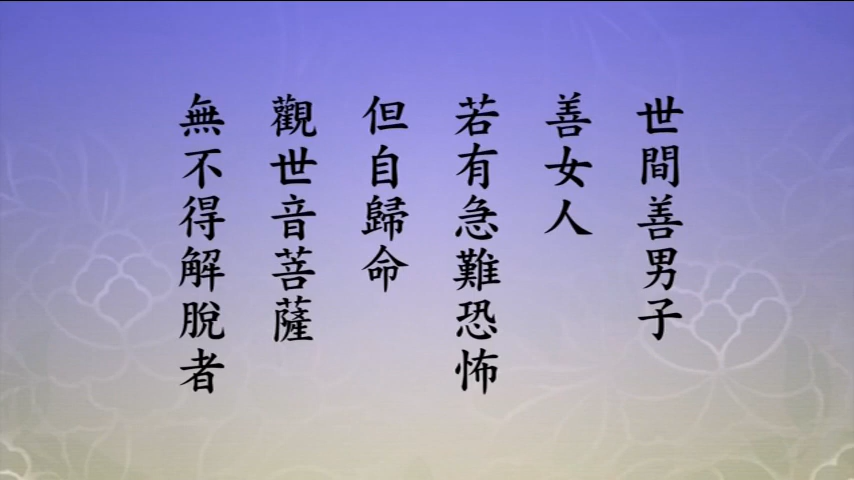 世間善男子
善女人
若有急難恐怖
但自歸命
觀世音菩薩
無不得解脫者